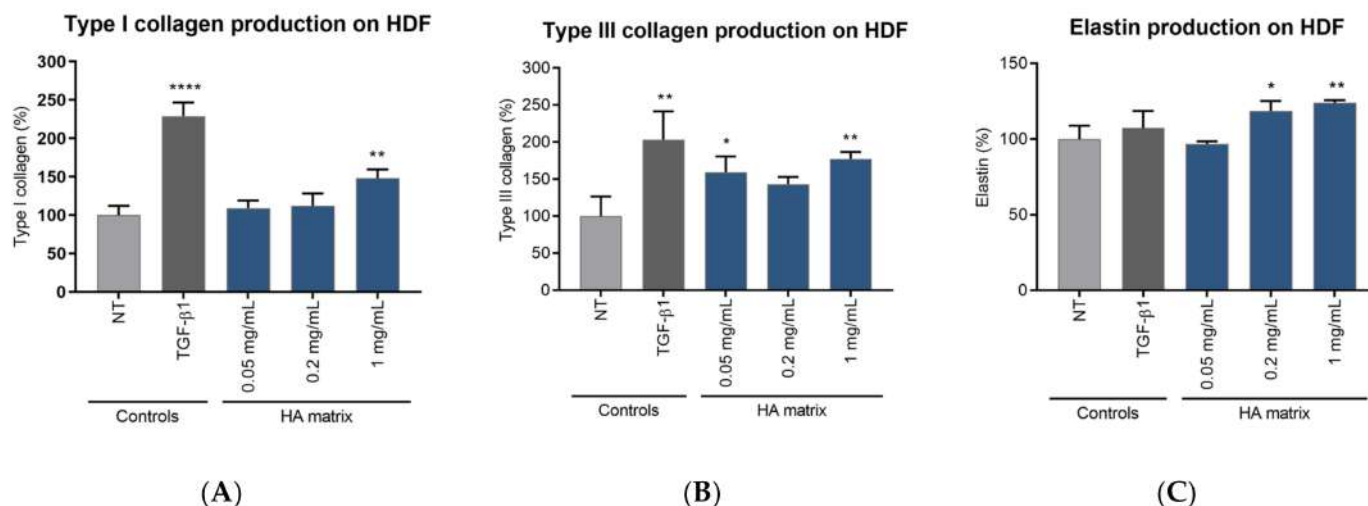 Type I collagen production on HDF
Type I collagen (%)
300
250
200
150
100
50
0
****
**
NT
TGF-β1
0.05 mg/mL
0.2 mg/mL
1 mg/mL
Controls
HA matrix
(A)
Type III collagen production on HDF
Type III collagen (%)
300
250
200
150
100
50
0
**
*
**
NT
TGF-β1
0.05 mg/mL
0.2 mg/mL
1 mg/mL
Controls
HA matrix
(B)
Elastin production on HDF
Elastin (%)
150
100
50
0
*
**
NT
TGF-β1
0.05 mg/mL
0.2 mg/mL
1 mg/mL
Controls
HA matrix
(C)